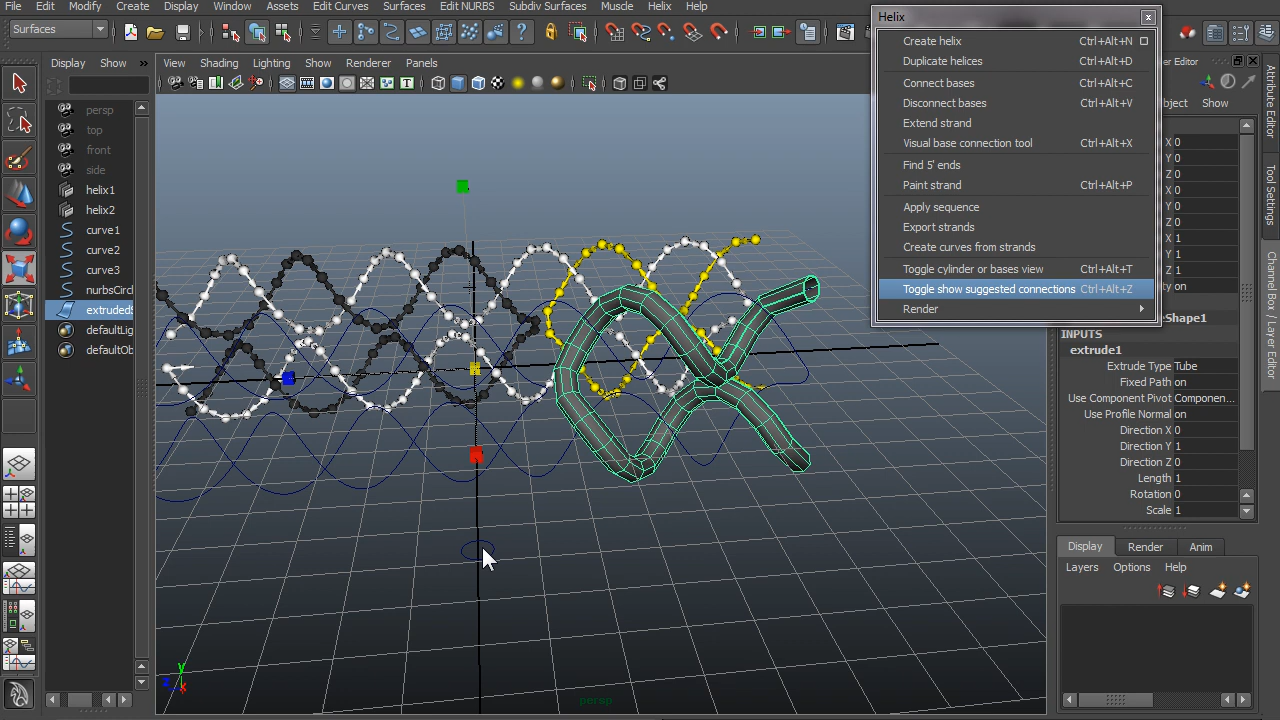 File Edit Modify Create Display Window Assets Edit Curves Surfaces Edit NURBS Subdiv Surfaces Muscle Helix Help
Surfaces
Helix
Create helix Ctrl+Alt+N
Duplicate helices Ctrl+Alt+D
Connect bases Ctrl+Alt+C
Disconnect bases Ctrl+Alt+V
Extend strand
Visual base connection tool Ctrl+Alt+X
Find 5' ends
Paint strand Ctrl+Alt+P
Apply sequence
Export strands
Create curves from strands
Toggle cylinder or bases view Ctrl+Alt+T
Toggle show suggested connections Ctrl+Alt+Z
Render
Display Show »
View Shading Lighting Show Renderer Panels
persp
top
front
side
helix1
helix2
curve1
curve2
curve3
nurbsCirc
extrudedS
defaultLig
defaultOb
y
z
x
persp
er Editor
bject Show
X 0
Y 0
Z 0
X 0
Y 0
Z 0
X 1
Y 1
Z 1
ty on
eShape1
INPUTS
extrude1
Extrude Type Tube
Fixed Path on
Use Component Pivot Componen...
Use Profile Normal on
Direction X 0
Direction Y 1
Direction Z 0
Length 1
Rotation 0
Scale 1
Display Render Anim
Layers Options Help
Attribute Editor
Tool Settings
Channel Box / Layer Editor